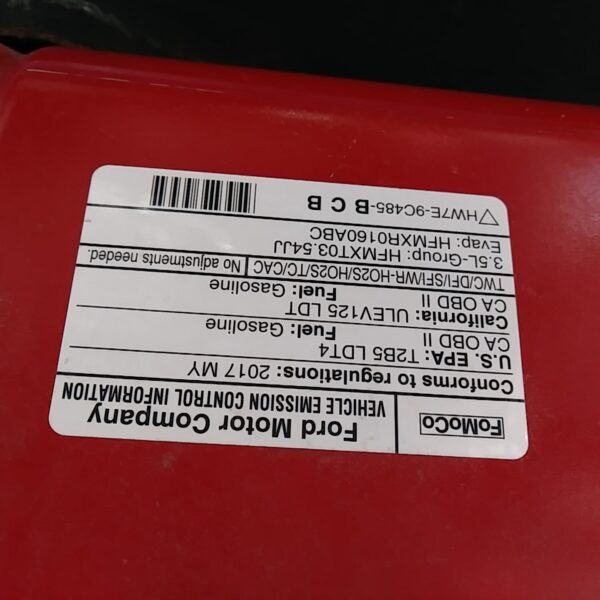 FoMoCo
Ford Motor Company
VEHICLE EMISSION CONTROL INFORMATION
Conforms to regulations: 2017 MY
U.S. EPA: T2B5 LDT4
CA OBD II Fuel: Gasoline
California: ULEV125 LDT
CA OBD II Fuel: Gasoline
TWC/DFI/SFI/WR-HO2S/HO2S/TC/CAC No adjustments needed.
3.5L-Group: HFMXT03.54JJ
Evap: HFMXR0160ABC
HW7E-9C485-B C B